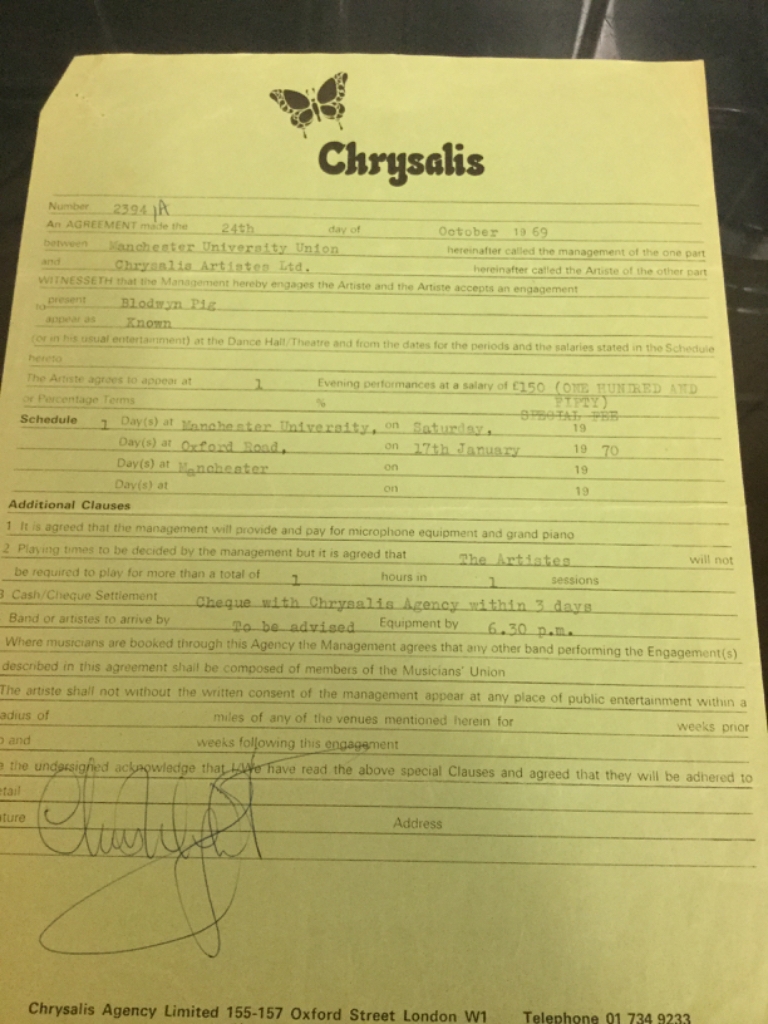 Chrysalis
Number 2394 A
An AGREEMENT made the 24th day of October 1969
between Manchester University Union hereinafter called the management of the one part
and Chrysalis Artistes Ltd. hereinafter called the Artiste of the other part
WITNESSETH that the Management hereby engages the Artiste and the Artiste accepts an engagement
to present Blodwyn Pig
appear as Known
(or in his usual entertainment) at the Dance Hall/Theatre and from the dates for the periods and the salaries stated in the Schedule
hereto
The Artiste agrees to appear at 1 Evening performances at a salary of £150 (ONE HUNDRED AND
or Percentage Terms % FIFTY)
SPECIAL FEE
Schedule 1 Day(s) at Manchester University, on Saturday, 19
Day(s) at Oxford Road, on 17th January 19 70
Day(s) at Manchester on 19
Day(s) at on 19
Additional Clauses
1 It is agreed that the management will provide and pay for microphone equipment and grand piano
2 Playing times to be decided by the management but it is agreed that The Artistes will not
be required to play for more than a total of 1 hours in 1 sessions
3 Cash/Cheque Settlement Cheque with Chrysalis Agency within 3 days
Band or artistes to arrive by To be advised Equipment by 6.30 p.m.
Where musicians are booked through this Agency the Management agrees that any other band performing the Engagement(s)
described in this agreement shall be composed of members of the Musicians' Union
The artiste shall not without the written consent of the management appear at any place of public entertainment within a
adius of miles of any of the venues mentioned herein for weeks prior
o and weeks following this engagement
e the undersigned acknowledge that I/We have read the above special Clauses and agreed that they will be adhered to
etail
ature Address
Chrysalis Agency Limited 155-157 Oxford Street London W1 Telephone 01 734 9233